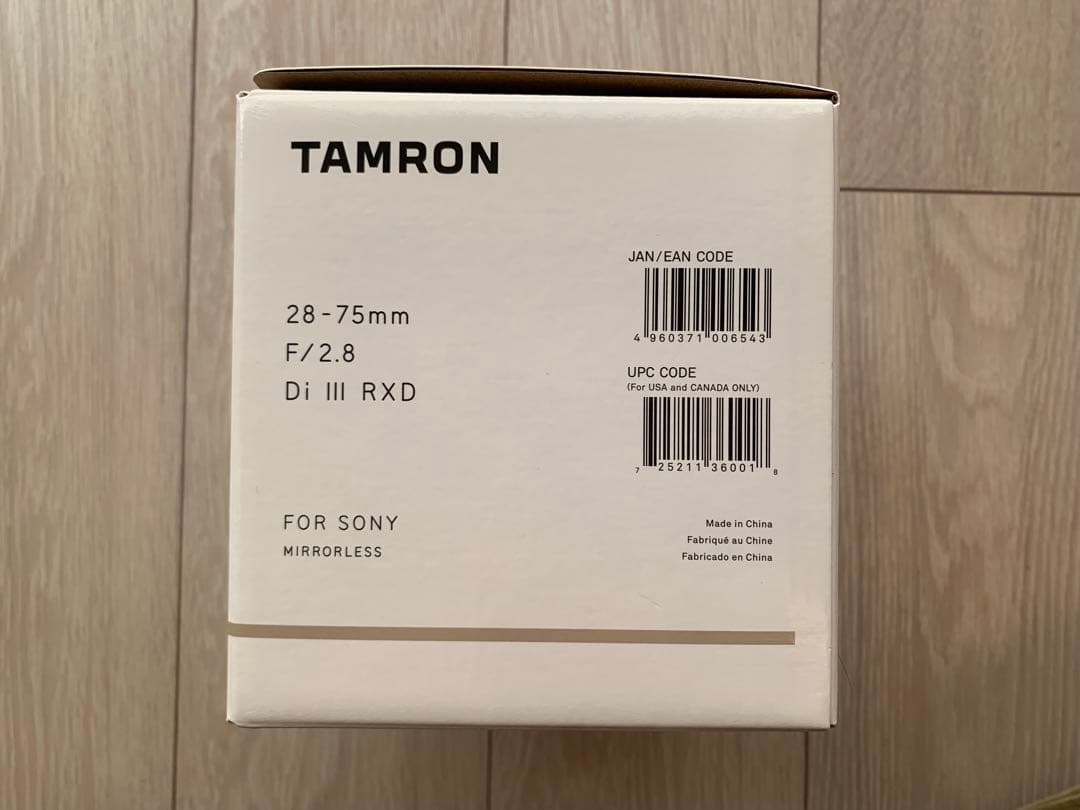 TAMRON
28-75mm
F/2.8
Di III RXD
FOR SONY
MIRRORLESS
JAN/EAN CODE
4 960371 006543
UPC CODE
(For USA and CANADA ONLY)
7 25211 36001 8
Made in China
Fabriqué au Chine
Fabricado en China